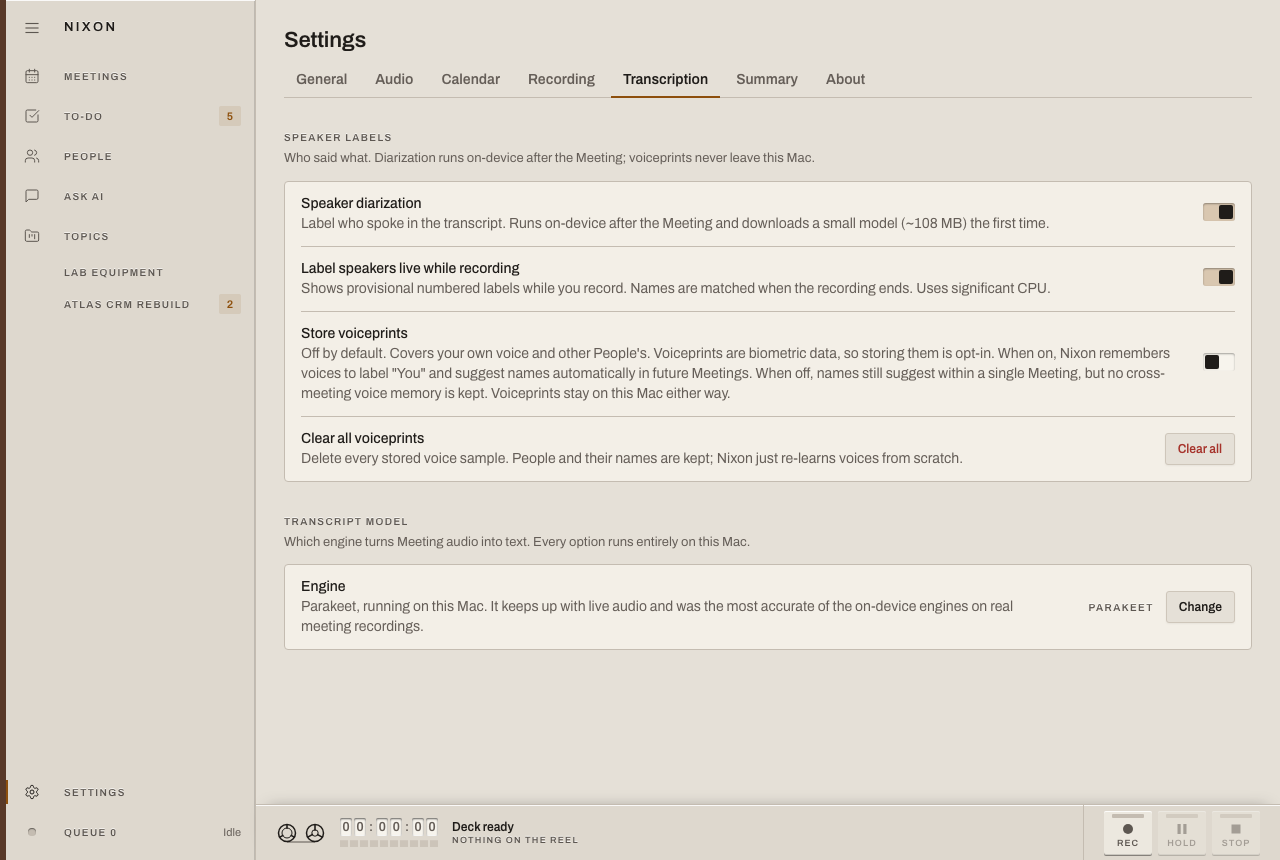 NIXON
MEETINGS
TO-DO 5
PEOPLE
ASK AI
TOPICS
LAB EQUIPMENT
ATLAS CRM REBUILD 2
SETTINGS
QUEUE 0 Idle
Settings
General Audio Calendar Recording Transcription Summary About
SPEAKER LABELS
Who said what. Diarization runs on-device after the Meeting; voiceprints never leave this Mac.
Speaker diarization
Label who spoke in the transcript. Runs on-device after the Meeting and downloads a small model (~108 MB) the first time.
Label speakers live while recording
Shows provisional numbered labels while you record. Names are matched when the recording ends. Uses significant CPU.
Store voiceprints
Off by default. Covers your own voice and other People's. Voiceprints are biometric data, so storing them is opt-in. When on, Nixon remembers
voices to label "You" and suggest names automatically in future Meetings. When off, names still suggest within a single Meeting, but no cross-
meeting voice memory is kept. Voiceprints stay on this Mac either way.
Clear all voiceprints
Delete every stored voice sample. People and their names are kept; Nixon just re-learns voices from scratch.
Clear all
TRANSCRIPT MODEL
Which engine turns Meeting audio into text. Every option runs entirely on this Mac.
Engine
Parakeet, running on this Mac. It keeps up with live audio and was the most accurate of the on-device engines on real
meeting recordings.
PARAKEET Change
00:00:00
Deck ready
NOTHING ON THE REEL
REC HOLD STOP